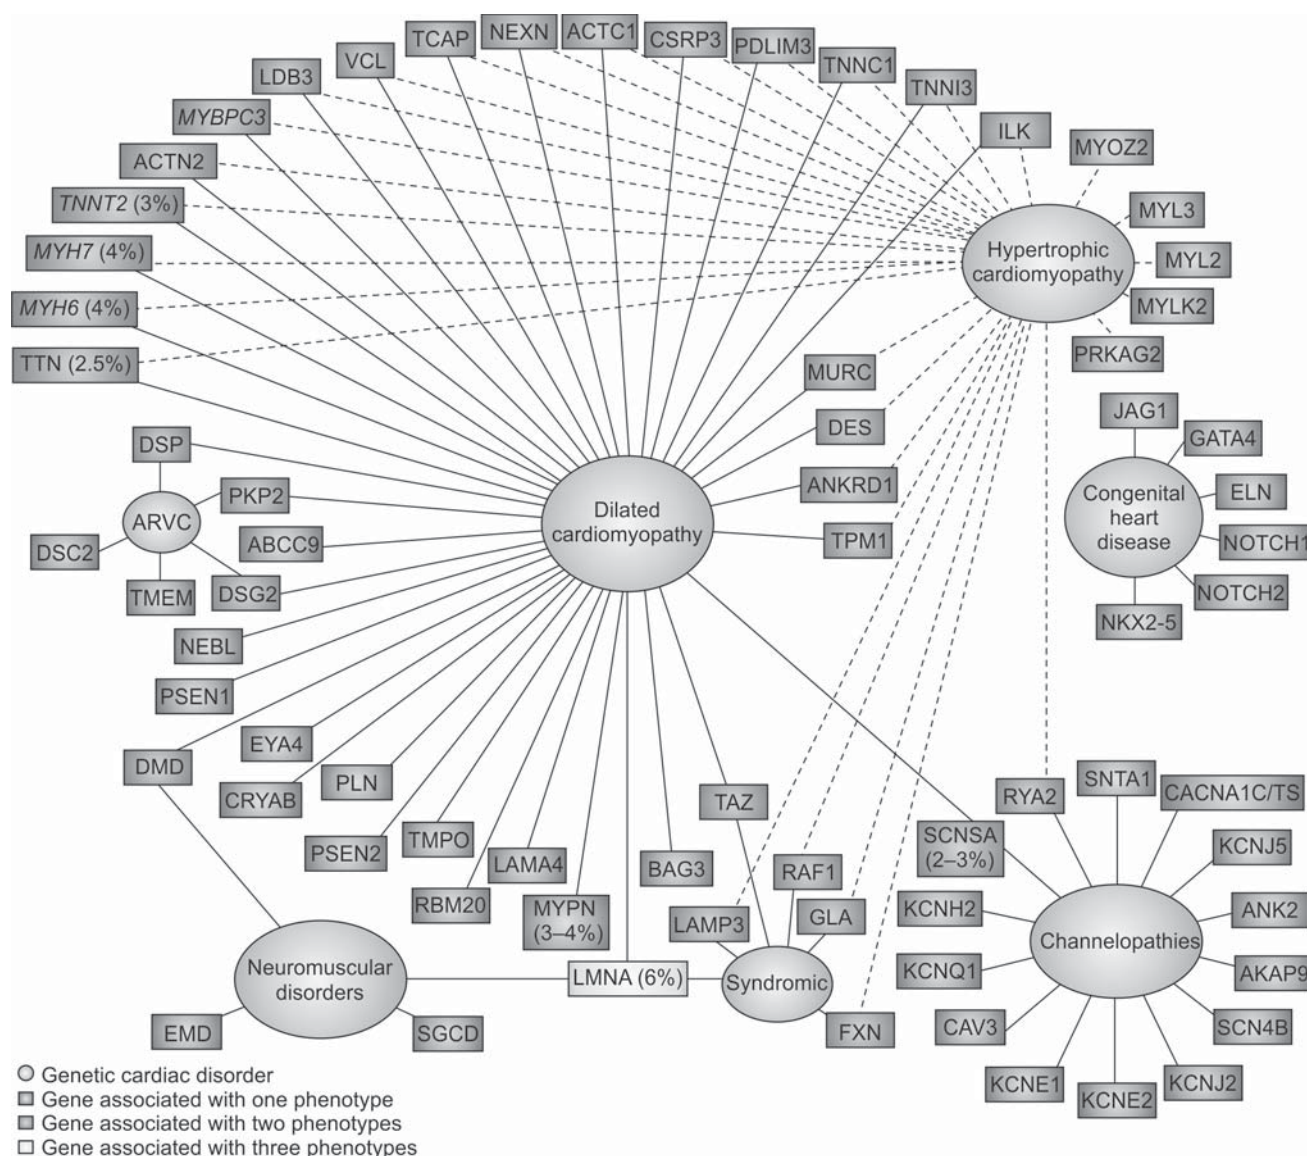 TCAP
NEXN
ACTC1
CSRP3
PDLIM3
VCL
TNNC1
LDB3
TNNI3
MYBPC3
ILK
MYOZ2
ACTN2
TNNT2 (3%)
MYL3
MYH7 (4%)
Hypertrophic
cardiomyopathy
MYL2
MYH6 (4%)
MYLK2
TTN (2.5%)
MURC
PRKAG2
JAG1
DES
GATA4
DSP
PKP2
ANKRD1
ELN
ARVC
Dilated
cardiomyopathy
Congenital
heart
disease
DSC2
ABCC9
TPM1
NOTCH1
TMEM
DSG2
NOTCH2
NKX2-5
NEBL
PSEN1
EYA4
DMD
PLN
CRYAB
TAZ
RYA2
SNTA1
CACNA1C/TS
PSEN2
TMPO
SCNSA
(2–3%)
KCNJ5
LAMA4
BAG3
RAF1
RBM20
MYPN
(3–4%)
LAMP3
GLA
KCNH2
ANK2
Channelopathies
Neuromuscular
disorders
LMNA (6%)
Syndromic
KCNQ1
AKAP9
EMD
SGCD
FXN
CAV3
SCN4B
KCNE1
KCNE2
KCNJ2
Genetic cardiac disorder
Gene associated with one phenotype
Gene associated with two phenotypes
Gene associated with three phenotypes